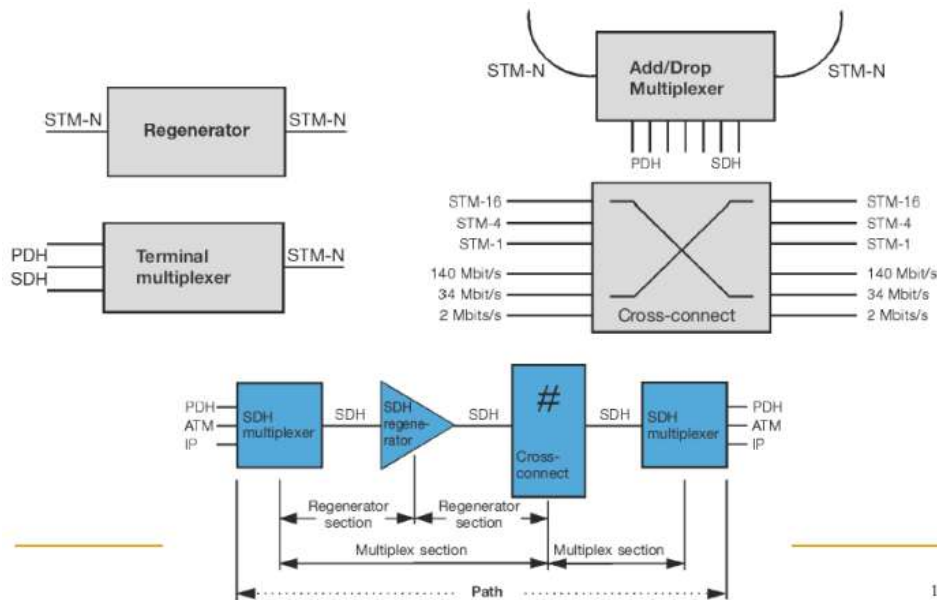 STM-N
Regenerator
STM-N
PDH
SDH
Terminal
multiplexer
STM-N
STM-N
Add/Drop
Multiplexer
STM-N
PDH
SDH
STM-16
STM-4
STM-1
140 Mbit/s
34 Mbit/s
2 Mbits/s
Cross-connect
STM-16
STM-4
STM-1
140 Mbit/s
34 Mbit/s
2 Mbit/s
PDH
ATM
IP
SDH
multiplexer
SDH
SDH
regene-
rator
SDH
#
Cross-
connect
SDH
SDH
multiplexer
PDH
ATM
IP
Regenerator
section
Regenerator
section
Multiplex section
Multiplex section
Path
1